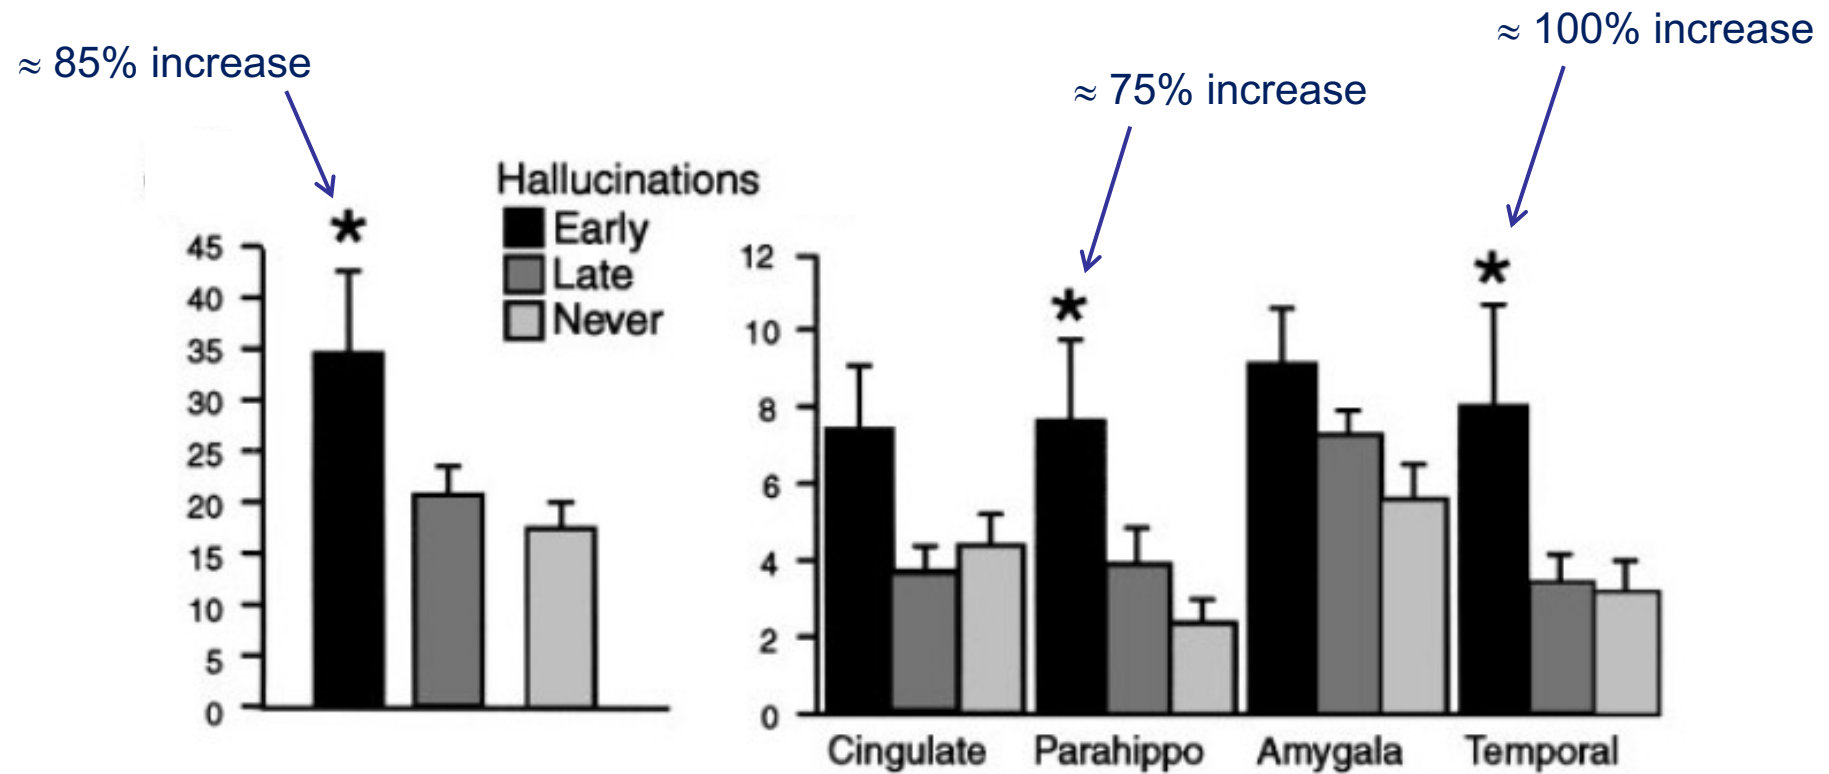 ≈ 85% increase
≈ 75% increase
≈ 100% increase
Hallucinations
Early
Late
Never
*
45
40
35
30
25
20
15
10
5
0
12
10
8
6
4
2
0
*
*
Cingulate Parahippo Amygala Temporal